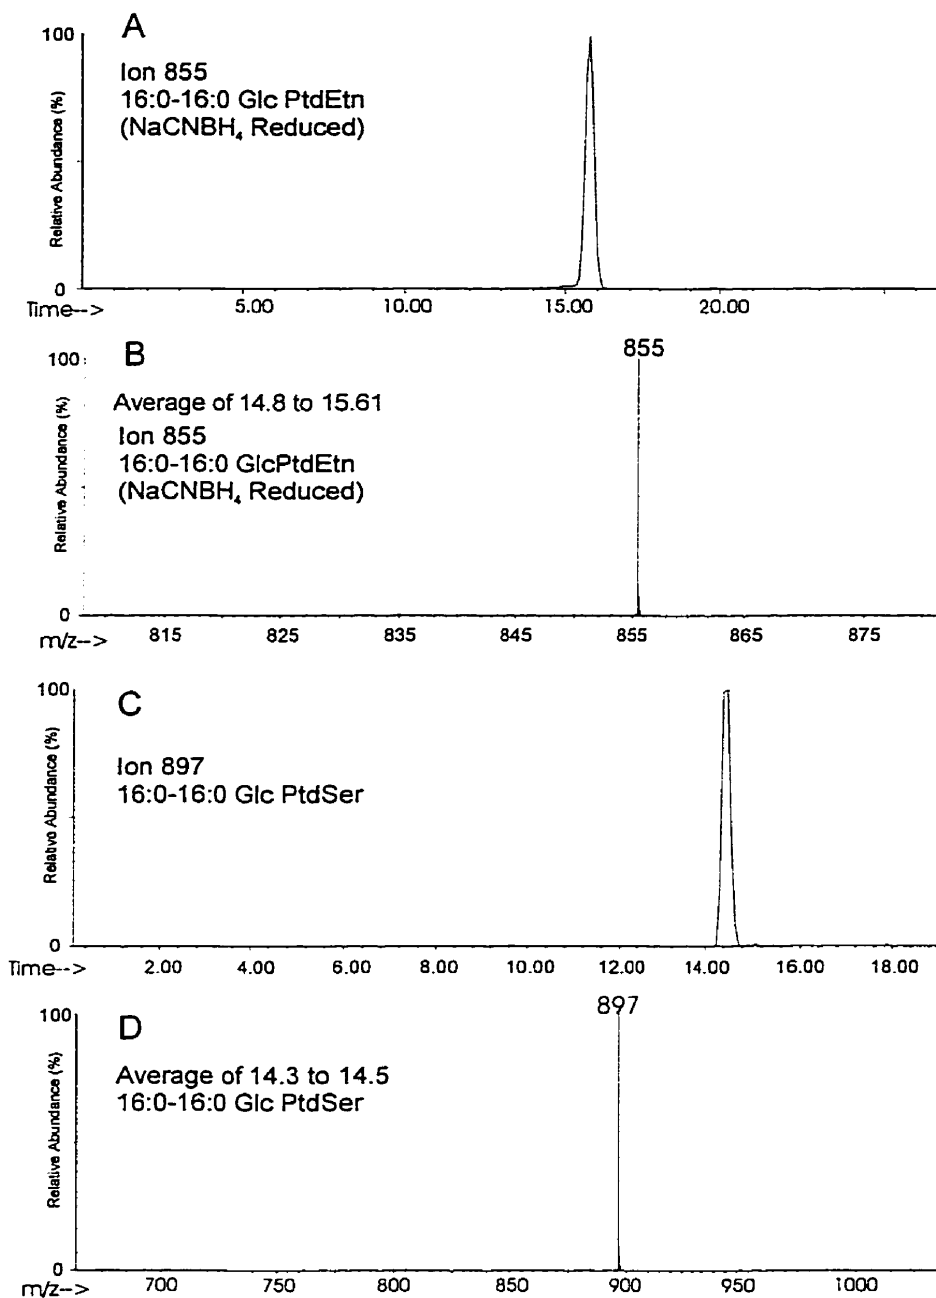 A
100
Ion 855
16:0-16:0 Glc PtdEtn
(NaCNBH₄ Reduced)
Relative Abundance (%)
0
Time--> 5.00 10.00 15.00 20.00
B
855
100
Average of 14.8 to 15.61
Ion 855
16:0-16:0 GlcPtdEtn
(NaCNBH₄ Reduced)
Relative Abundance (%)
0
m/z--> 815 825 835 845 855 865 875
C
100
Ion 897
16:0-16:0 Glc PtdSer
Relative Abundance (%)
0
Time--> 2.00 4.00 6.00 8.00 10.00 12.00 14.00 16.00 18.00
D
897
100
Average of 14.3 to 14.5
16:0-16:0 Glc PtdSer
Relative Abundance (%)
0
m/z--> 700 750 800 850 900 950 1000